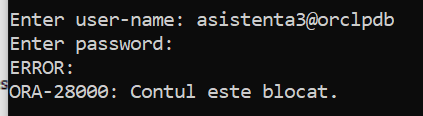 Enter user-name: asistenta3@orclpdb
Enter password:
ERROR:
ORA-28000: Contul este blocat.